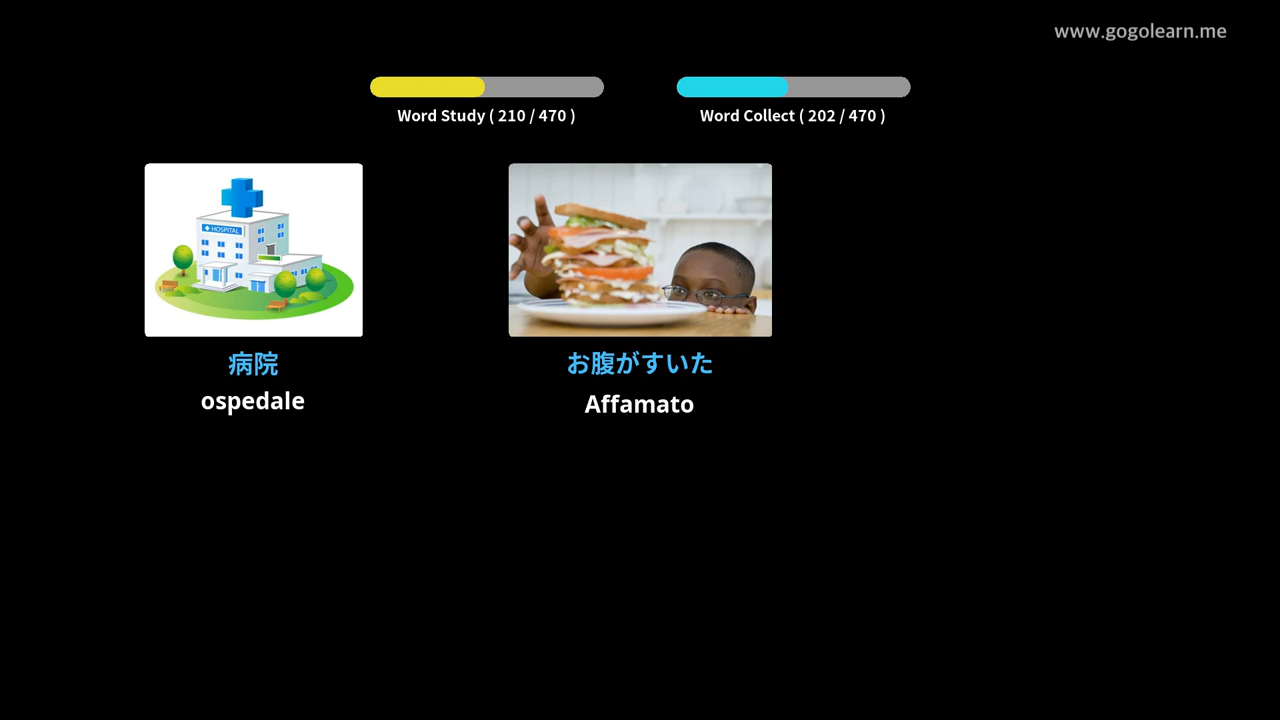 www.gogolearn.me
Word Study ( 210 / 470 )
Word Collect ( 202 / 470 )
HOSPITAL
病院
ospedale
お腹がすいた
Affamato